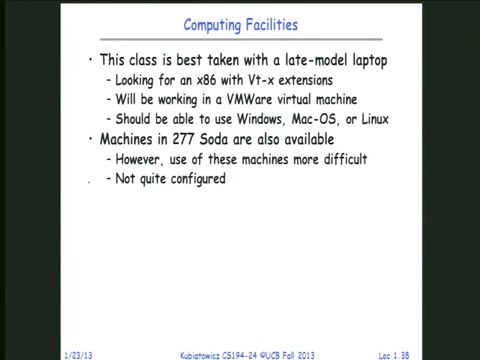 Computing Facilities
• This class is best taken with a late-model laptop
– Looking for an x86 with Vt-x extensions
– Will be working in a VMWare virtual machine
– Should be able to use Windows, Mac-OS, or Linux
• Machines in 277 Soda are also available
– However, use of these machines more difficult
– Not quite configured
1/23/13 Kubiatowicz CS194-24 ©UCB Fall 2013 Lec 1.38